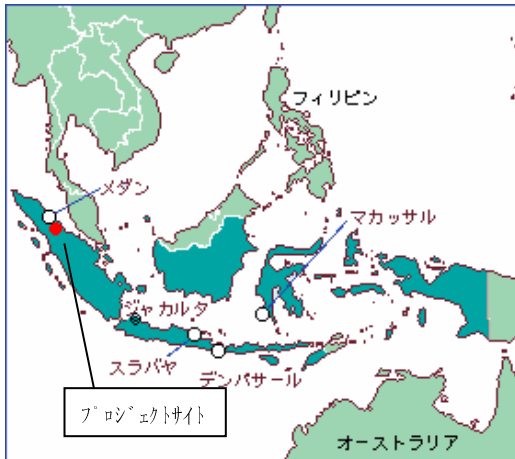 フィリピン
メダン
マカッサル
ジャカルタ
スラバヤ
デンパサール
ﾌﾟﾛｼﾞｪｸﾄｻｲﾄ
オーストラリア